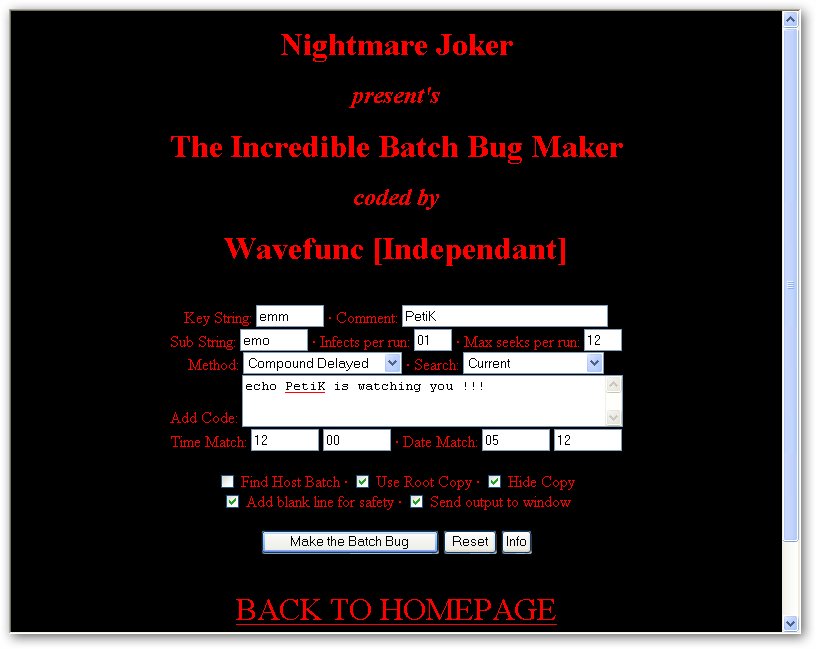 Nightmare Joker
present's
The Incredible Batch Bug Maker
coded by
Wavefunc [Independant]
Key String: emm · Comment: PetiK
Sub String: emo · Infects per run: 01 · Max seeks per run: 12
Method: Compound Delayed · Search: Current
echo PetiK is watching you !!!
Add Code:
Time Match: 12 00 · Date Match: 05 12
Find Host Batch · Use Root Copy · Hide Copy
Add blank line for safety · Send output to window
Make the Batch Bug Reset Info
BACK TO HOMEPAGE